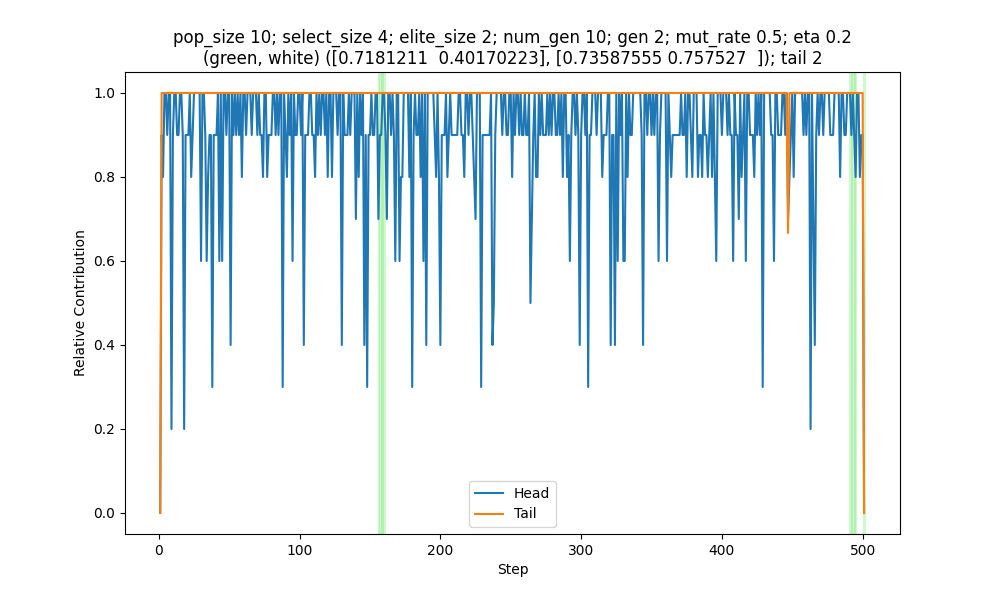 pop_size 10; select_size 4; elite_size 2; num_gen 10; gen 2; mut_rate 0.5; eta 0.2
(green, white) ([0.7181211  0.40170223], [0.73587555 0.757527  ]); tail 2
Relative Contribution
1.0
0.8
0.6
0.4
0.2
0.0
Head
Tail
0 100 200 300 400 500
Step